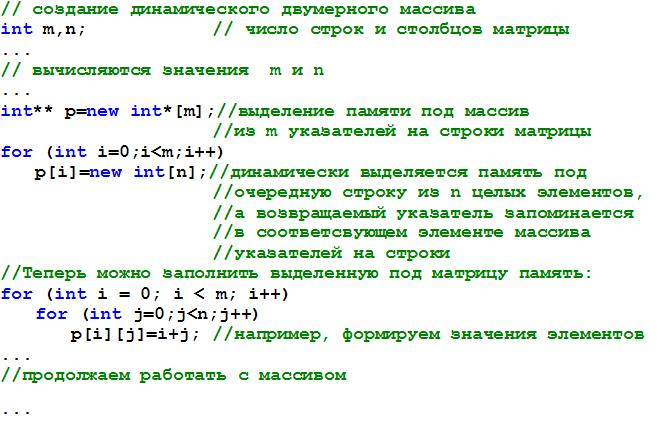 // создание динамического двумерного массива
int m,n;            // число строк и столбцов матрицы
...
// вычисляются значения  m и n
...
int** p=new int*[m];//выделение памяти под массив
                    //из m указателей на строки матрицы
for (int i=0;i<m;i++)
   p[i]=new int[n];//динамически выделяется память под
                    //очередную строку из n целых элементов,
                    //а возвращаемый указатель запоминается
                    //в соответсвующем элементе массива
                    //указателей на строки
//Теперь можно заполнить выделенную под матрицу память:
for (int i = 0; i < m; i++)
   for (int j=0;j<n;j++)
      p[i][j]=i+j; //например, формируем значения элементов
...
//продолжаем работать с массивом
...